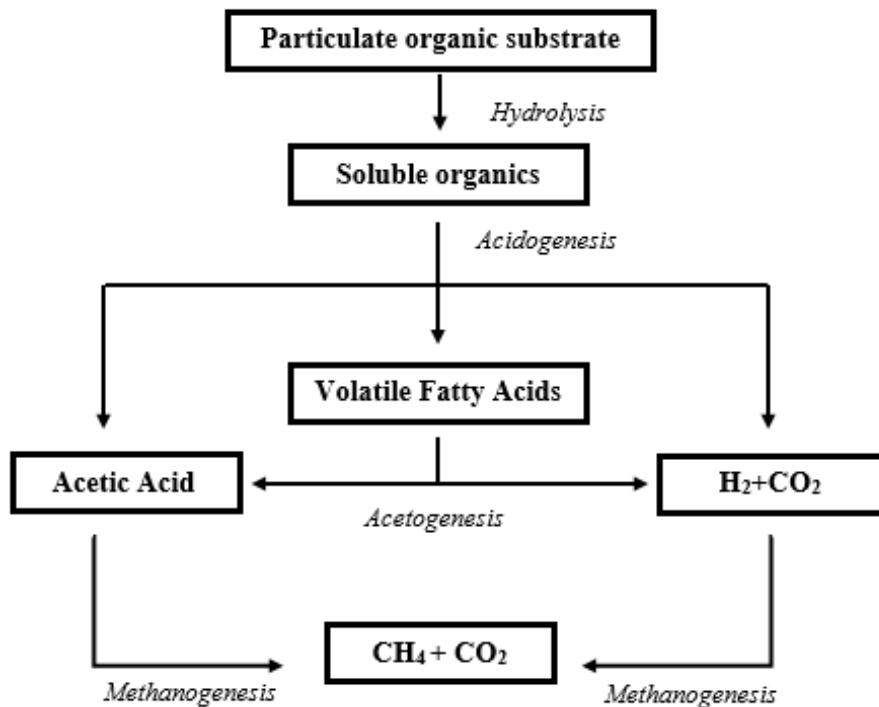 Particulate organic substrate
Hydrolysis
Soluble organics
Acidogenesis
Volatile Fatty Acids
Acetic Acid
H₂+CO₂
Acetogenesis
CH₄ + CO₂
Methanogenesis
Methanogenesis